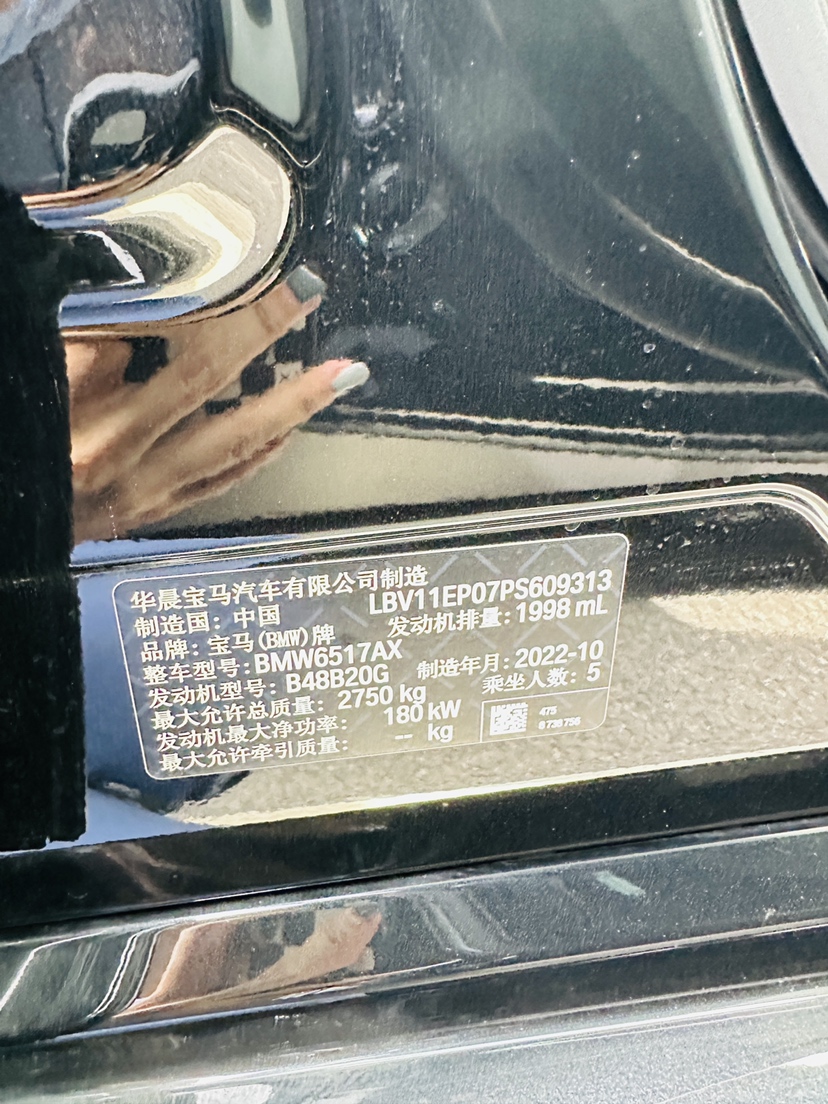 华晨宝马汽车有限公司制造
制造国: 中国 LBV11EP07PS609313
品牌: 宝马(BMW)牌 发动机排量: 1998 mL
整车型号: BMW6517AX
发动机型号: B48B20G 制造年月: 2022-10
最大允许总质量: 2750 kg 乘坐人数: 5
发动机最大净功率: 180 kW
最大允许牵引质量: -- kg
475
8 738 756